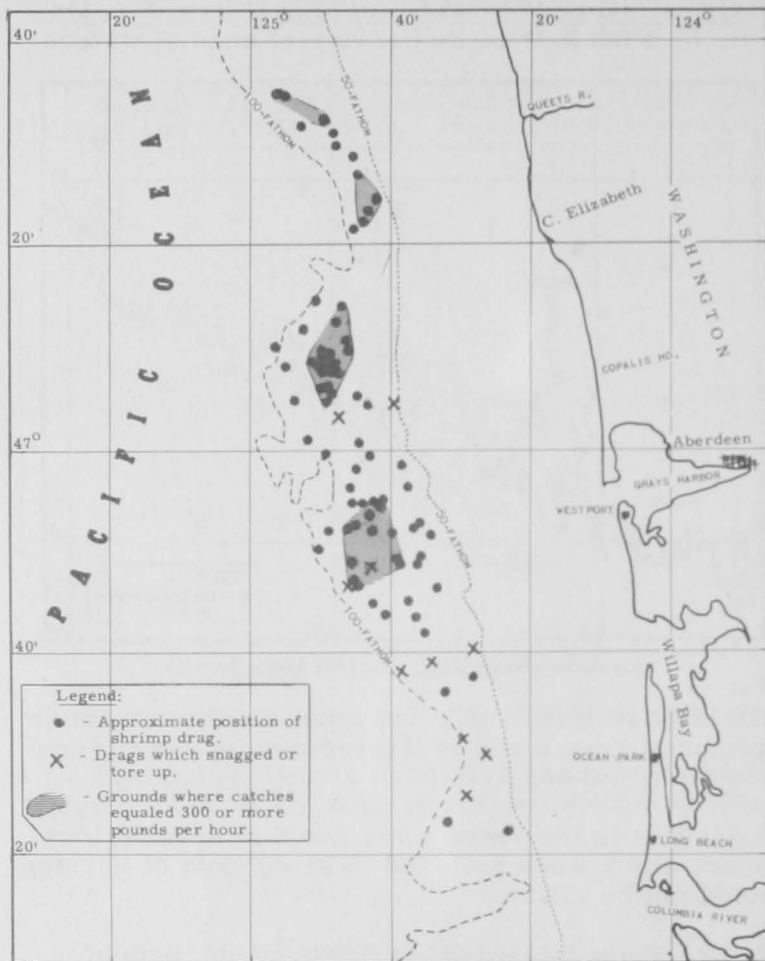 20' 125° 40' 20' 124°
40'
QUEETS R.
50-FATHOM
100-FATHOM
C. Elizabeth
WASHINGTON
20'
PACIFIC OCEAN
COPALIS HD.
47°
Aberdeen
GRAYS HARBOR
WESTPORT
50-FATHOM
100-FATHOM
40'
Willapa Bay
Legend:
- Approximate position of
shrimp drag.
X - Drags which snagged or
tore up.
- Grounds where catches
equaled 300 or more
pounds per hour.
OCEAN PARK
LONG BEACH
20'
COLUMBIA RIVER